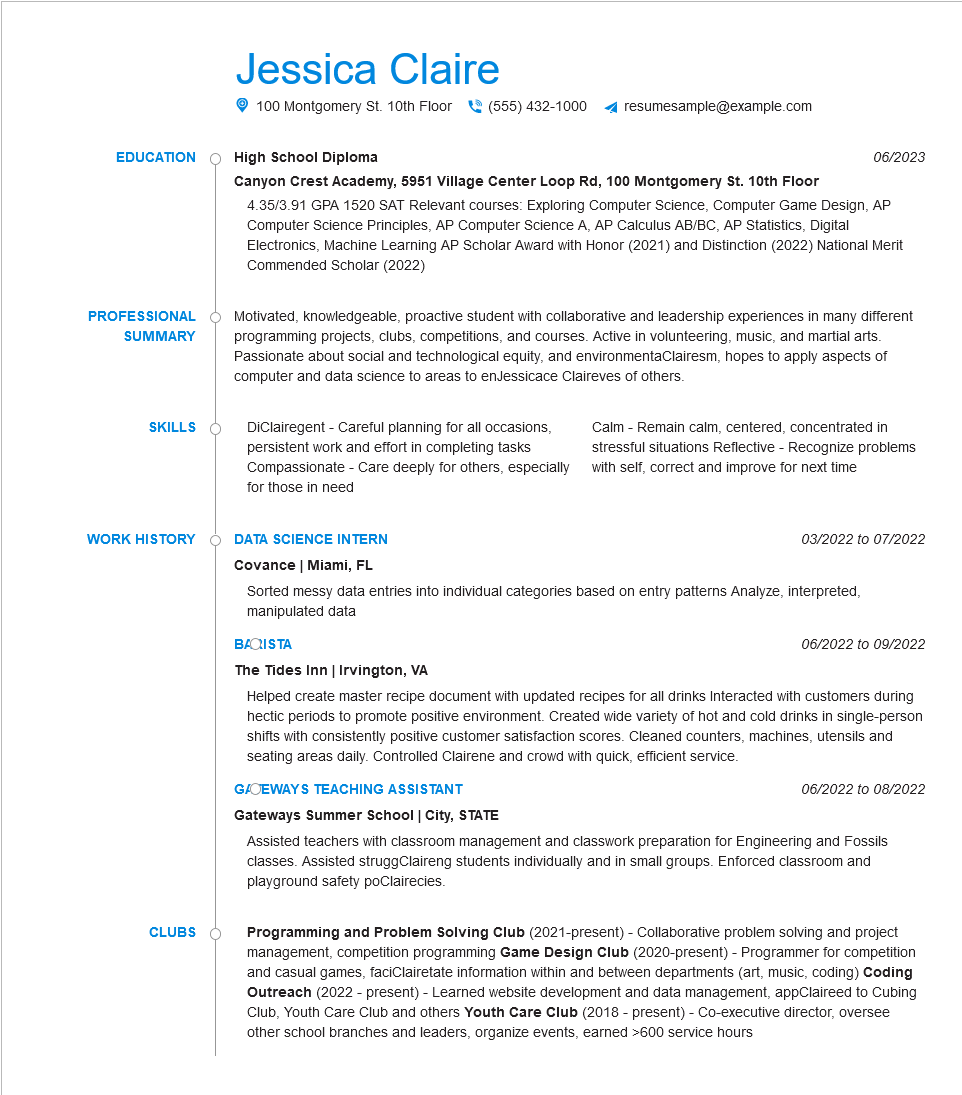 Jessica Claire
100 Montgomery St. 10th Floor (555) 432-1000 resumesample@example.com
EDUCATION
High School Diploma 06/2023
Canyon Crest Academy, 5951 Village Center Loop Rd, 100 Montgomery St. 10th Floor
4.35/3.91 GPA 1520 SAT Relevant courses: Exploring Computer Science, Computer Game Design, AP
Computer Science Principles, AP Computer Science A, AP Calculus AB/BC, AP Statistics, Digital
Electronics, Machine Learning AP Scholar Award with Honor (2021) and Distinction (2022) National Merit
Commended Scholar (2022)
PROFESSIONAL
SUMMARY
Motivated, knowledgeable, proactive student with collaborative and leadership experiences in many different
programming projects, clubs, competitions, and courses. Active in volunteering, music, and martial arts.
Passionate about social and technological equity, and environmentaClairesm, hopes to apply aspects of
computer and data science to areas to enJessicace Claireves of others.
SKILLS
DiClairegent - Careful planning for all occasions,
persistent work and effort in completing tasks
Compassionate - Care deeply for others, especially
for those in need
Calm - Remain calm, centered, concentrated in
stressful situations Reflective - Recognize problems
with self, correct and improve for next time
WORK HISTORY
DATA SCIENCE INTERN 03/2022 to 07/2022
Covance | Miami, FL
Sorted messy data entries into individual categories based on entry patterns Analyze, interpreted,
manipulated data
BARISTA 06/2022 to 09/2022
The Tides Inn | Irvington, VA
Helped create master recipe document with updated recipes for all drinks Interacted with customers during
hectic periods to promote positive environment. Created wide variety of hot and cold drinks in single-person
shifts with consistently positive customer satisfaction scores. Cleaned counters, machines, utensils and
seating areas daily. Controlled Clairene and crowd with quick, efficient service.
GATEWAYS TEACHING ASSISTANT 06/2022 to 08/2022
Gateways Summer School | City, STATE
Assisted teachers with classroom management and classwork preparation for Engineering and Fossils
classes. Assisted struggClaireng students individually and in small groups. Enforced classroom and
playground safety poClairecies.
CLUBS
Programming and Problem Solving Club (2021-present) - Collaborative problem solving and project
management, competition programming Game Design Club (2020-present) - Programmer for competition
and casual games, faciClairetate information within and between departments (art, music, coding) Coding
Outreach (2022 - present) - Learned website development and data management, appClaireed to Cubing
Club, Youth Care Club and others Youth Care Club (2018 - present) - Co-executive director, oversee
other school branches and leaders, organize events, earned >600 service hours